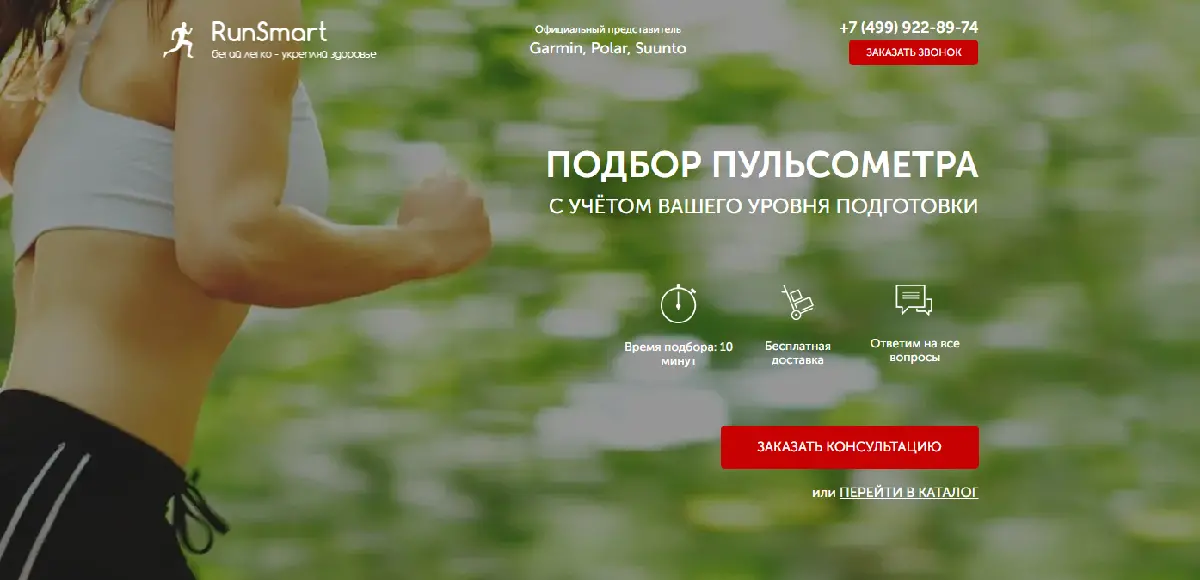 RunSmart
бегай легко - укрепляй здоровье
Официальный представитель
Garmin, Polar, Suunto
+7 (499) 922-89-74
ЗАКАЗАТЬ ЗВОНОК
ПОДБОР ПУЛЬСОМЕТРА
С УЧЁТОМ ВАШЕГО УРОВНЯ ПОДГОТОВКИ
Время подбора: 10
минут
Бесплатная
доставка
Ответим на все
вопросы
ЗАКАЗАТЬ КОНСУЛЬТАЦИЮ
или ПЕРЕЙТИ В КАТАЛОГ